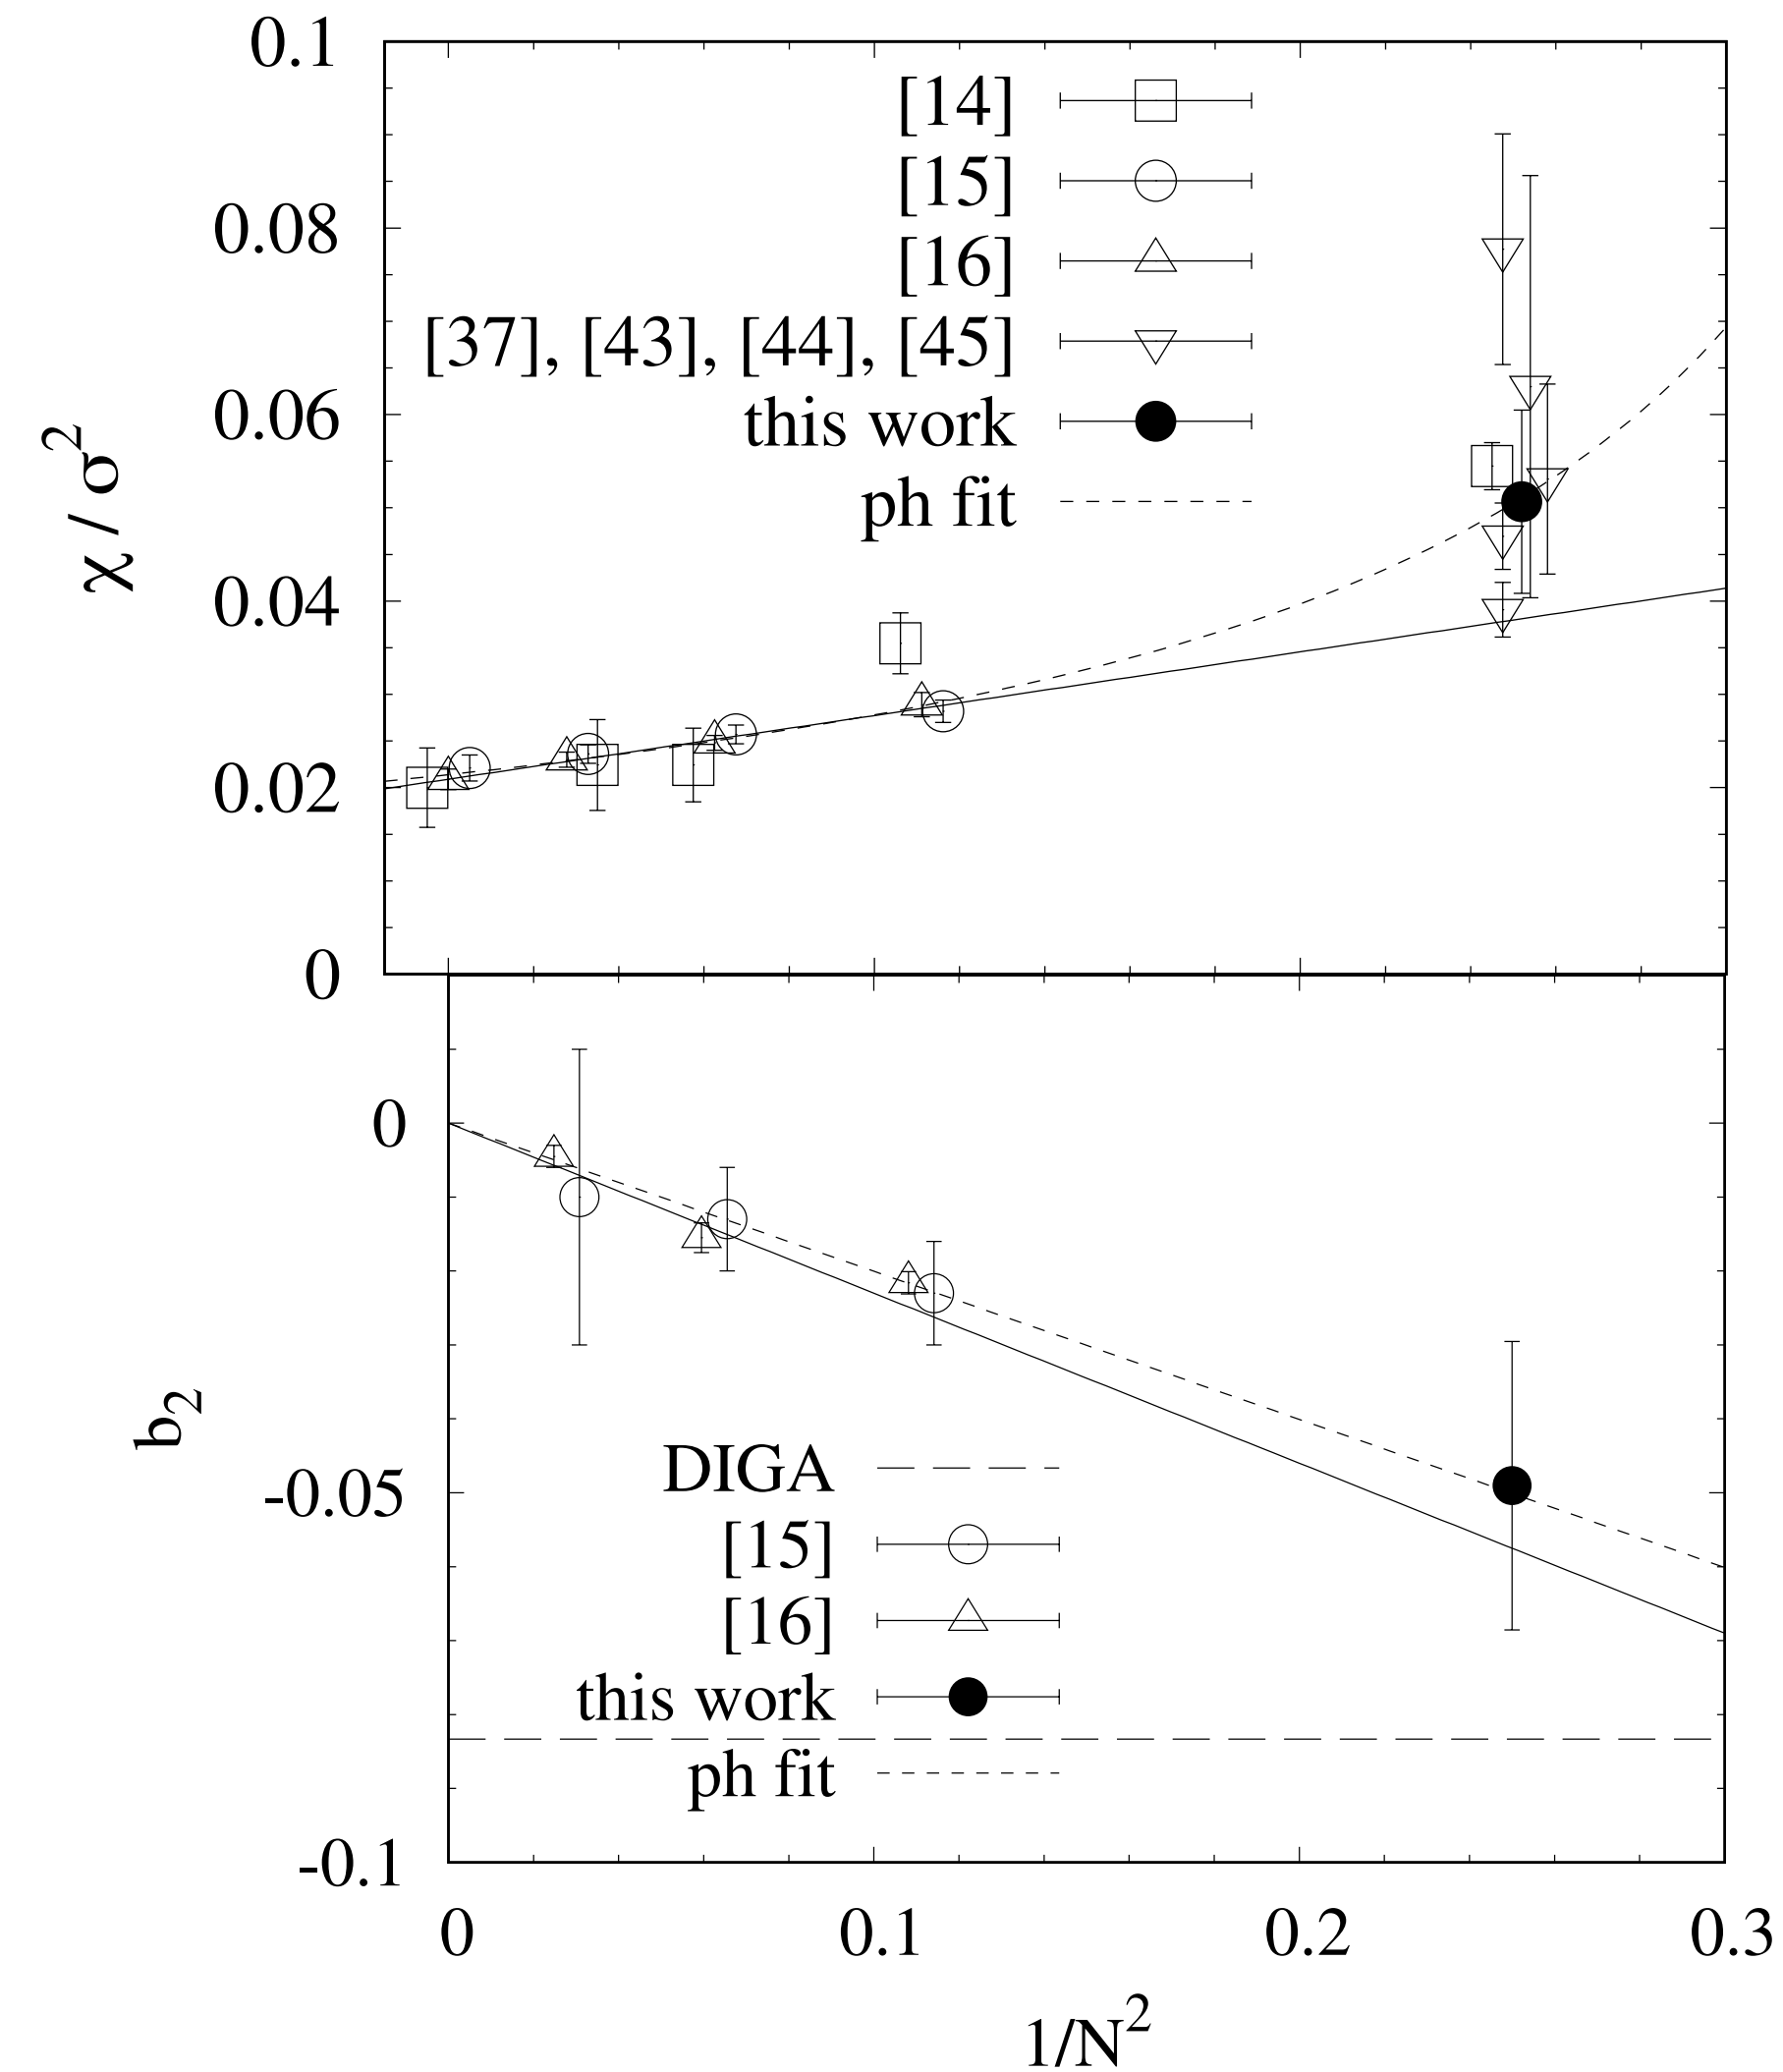 0.1
0.08
0.06
0.04
0.02
0
χ / σ²
[14]
[15]
[16]
[37], [43], [44], [45]
this work
ph fit
0
-0.05
-0.1
b₂
DIGA
[15]
[16]
this work
ph fit
0 0.1 0.2 0.3
1/N²